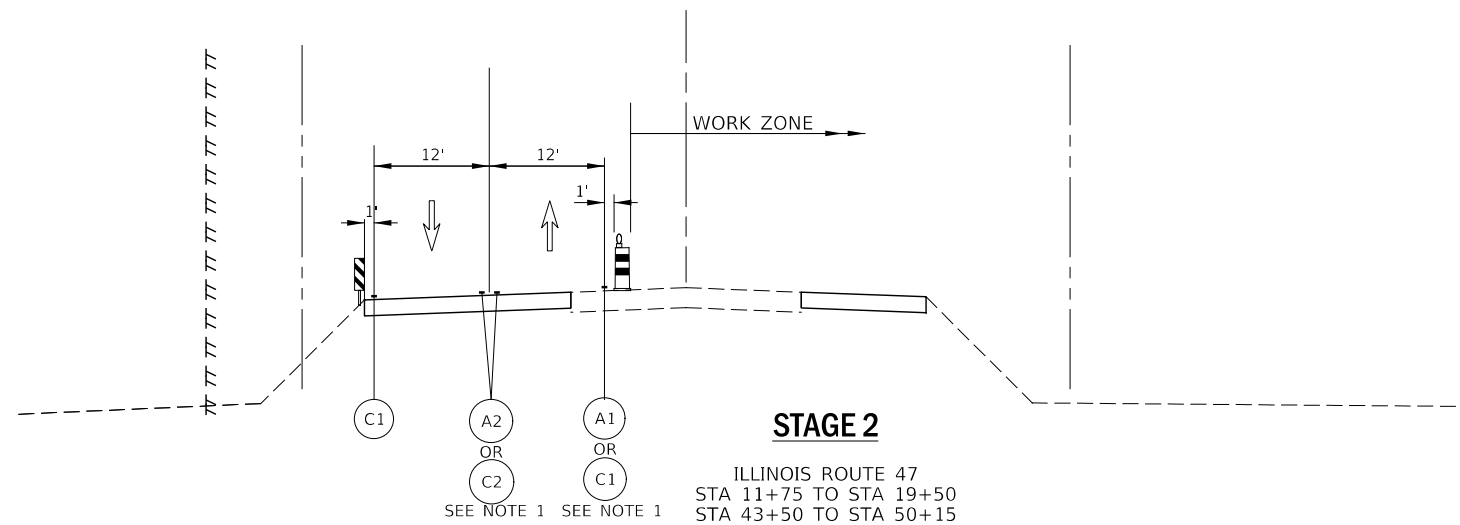 WORK ZONE
12' 12'
1'
1'
C1
A2
OR
C2
SEE NOTE 1
A1
OR
C1
SEE NOTE 1
STAGE 2
ILLINOIS ROUTE 47
STA 11+75 TO STA 19+50
STA 43+50 TO STA 50+15